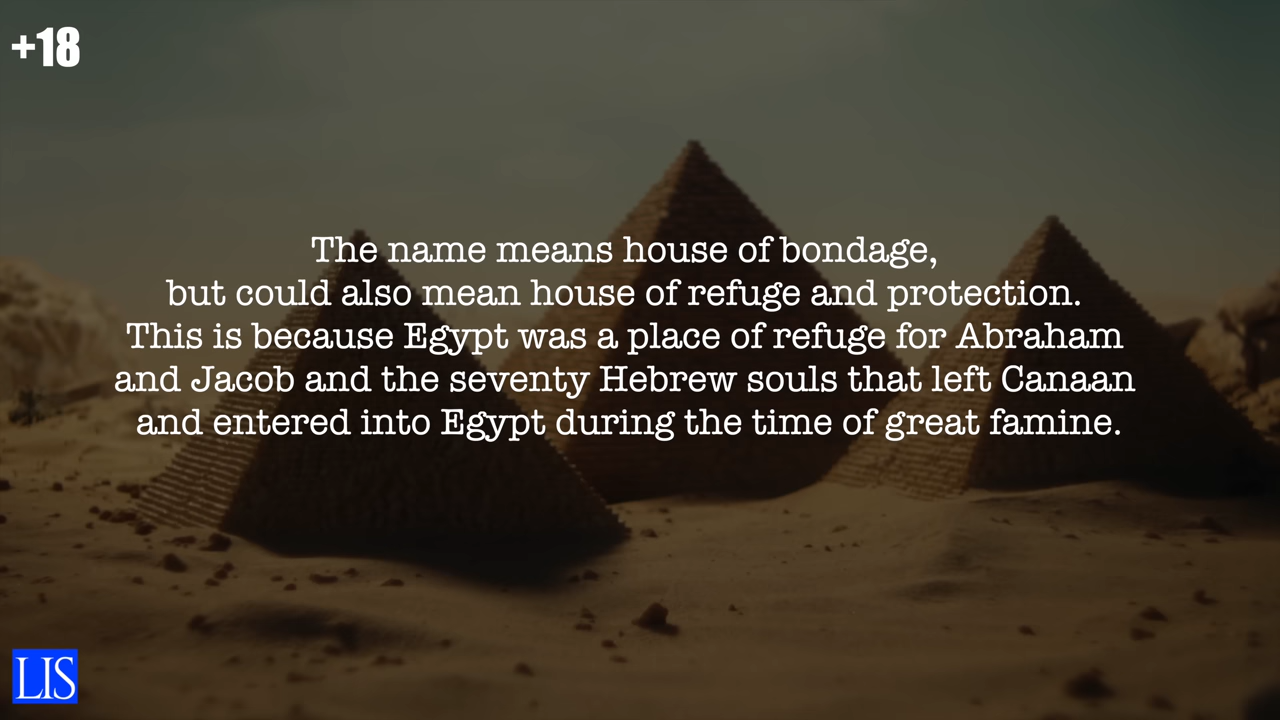 +18
The name means house of bondage,
but could also mean house of refuge and protection.
This is because Egypt was a place of refuge for Abraham
and Jacob and the seventy Hebrew souls that left Canaan
and entered into Egypt during the time of great famine.
LIS